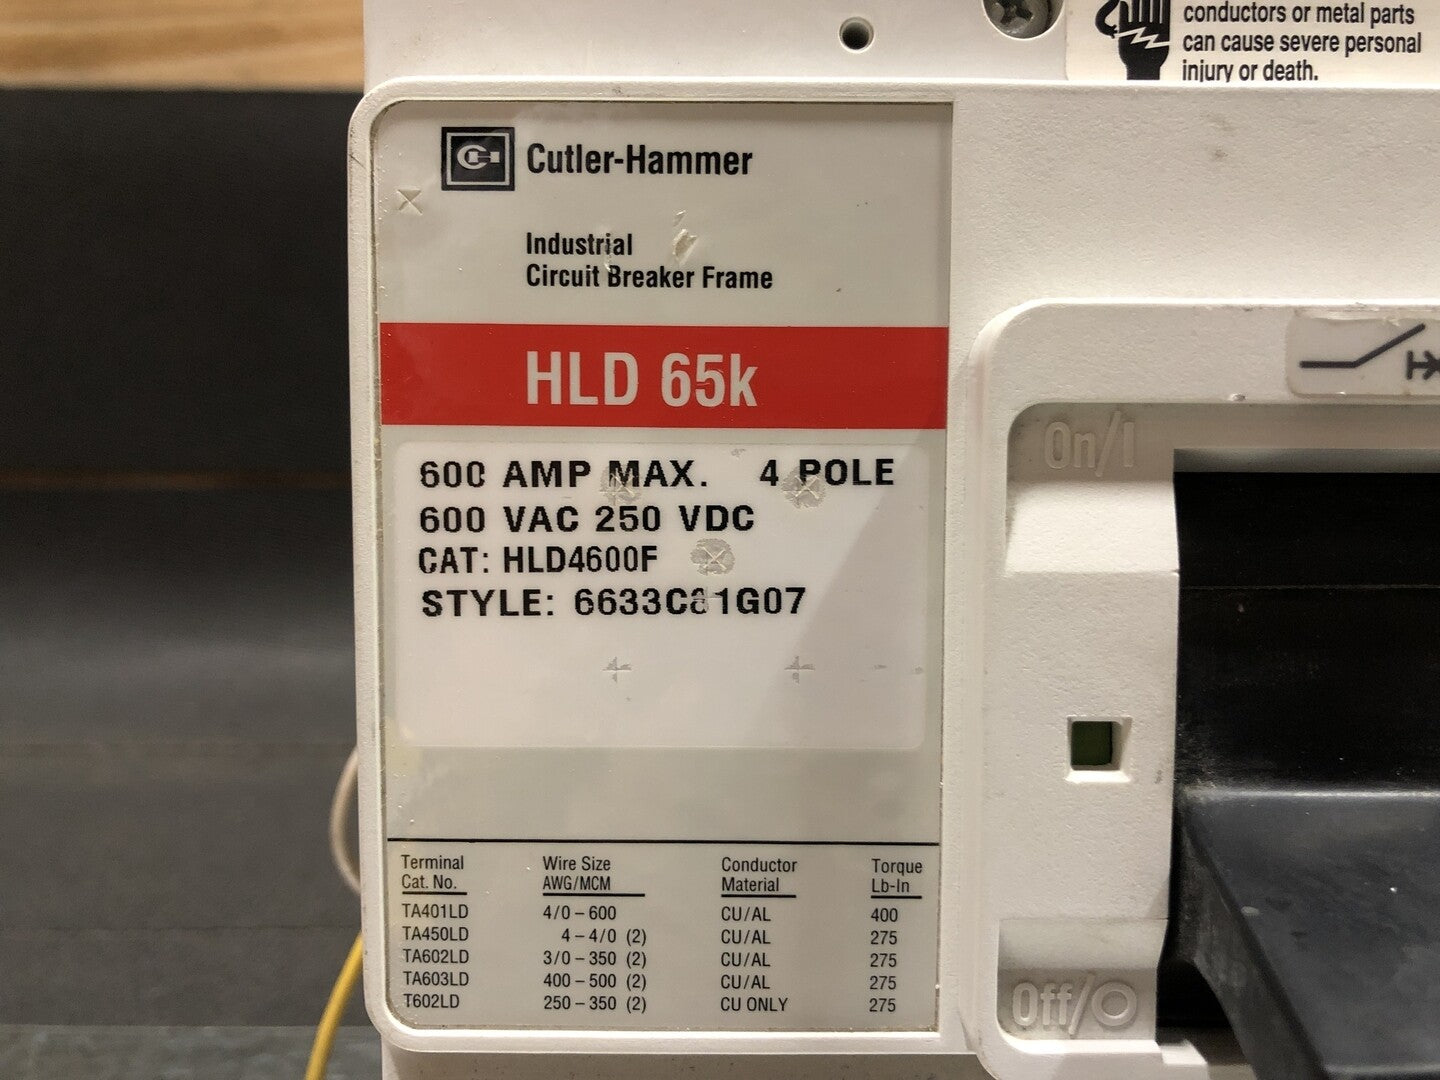 conductors or metal parts
can cause severe personal
injury or death.
Cutler-Hammer
Industrial
Circuit Breaker Frame
HLD 65k
600 AMP MAX. 4 POLE
600 VAC 250 VDC
CAT: HLD4600F
STYLE: 6633C81G07
On/I
Off/O
Terminal Cat. No. Wire Size AWG/MCM Conductor Material Torque Lb-In
TA401LD 4/0 – 600 CU/AL 400
TA450LD 4 – 4/0 (2) CU/AL 275
TA602LD 3/0 – 350 (2) CU/AL 275
TA603LD 400 – 500 (2) CU/AL 275
T602LD 250 – 350 (2) CU ONLY 275